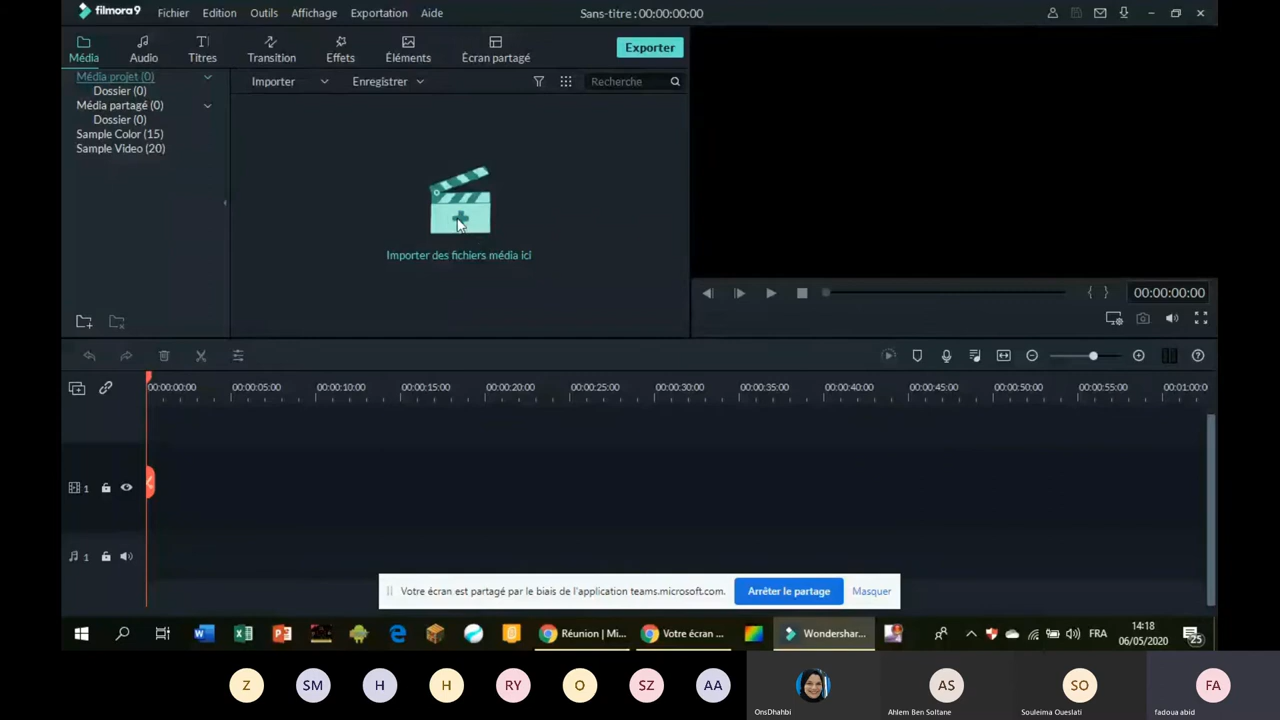 filmora9 Fichier Edition Outils Affichage Exportation Aide Sans-titre : 00:00:00:00
Média Audio Titres Transition Effets Éléments Écran partagé Exporter
Média projet (0)
Dossier (0)
Média partagé (0)
Dossier (0)
Sample Color (15)
Sample Video (20)
Importer Enregistrer Recherche
Importer des fichiers média ici
00:00:00:00
00:00:00:00 00:00:05:00 00:00:10:00 00:00:15:00 00:00:20:00 00:00:25:00 00:00:30:00 00:00:35:00 00:00:40:00 00:00:45:00 00:00:50:00 00:00:55:00 00:01:00:0
1
1
Votre écran est partagé par le biais de l'application teams.microsoft.com. Arrêter le partage Masquer
Réunion | Mi... Votre écran ... Wondershar... FRA 14:18
06/05/2020 25
Z SM H H RY O SZ AA AS SO FA
OnsDhahbi Ahlem Ben Soltane Souleima Oueslati fadoua abid